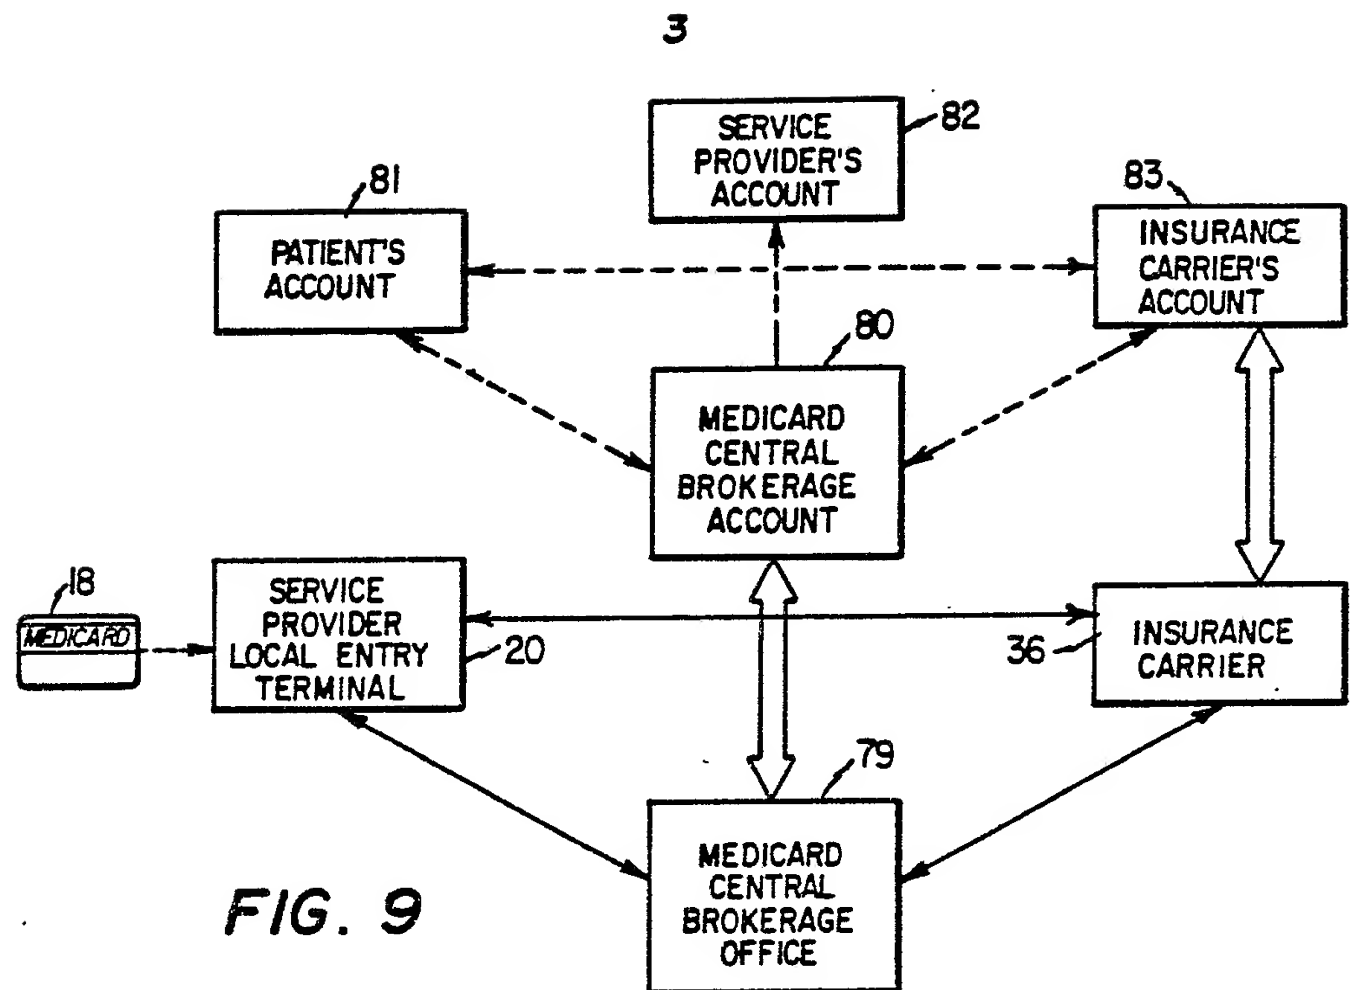 3
SERVICE
PROVIDER'S
ACCOUNT
82
81
PATIENT'S
ACCOUNT
83
INSURANCE
CARRIER'S
ACCOUNT
80
MEDICARD
CENTRAL
BROKERAGE
ACCOUNT
18
MEDICARD
SERVICE
PROVIDER
LOCAL ENTRY
TERMINAL
20
36
INSURANCE
CARRIER
79
MEDICARD
CENTRAL
BROKERAGE
OFFICE
FIG. 9